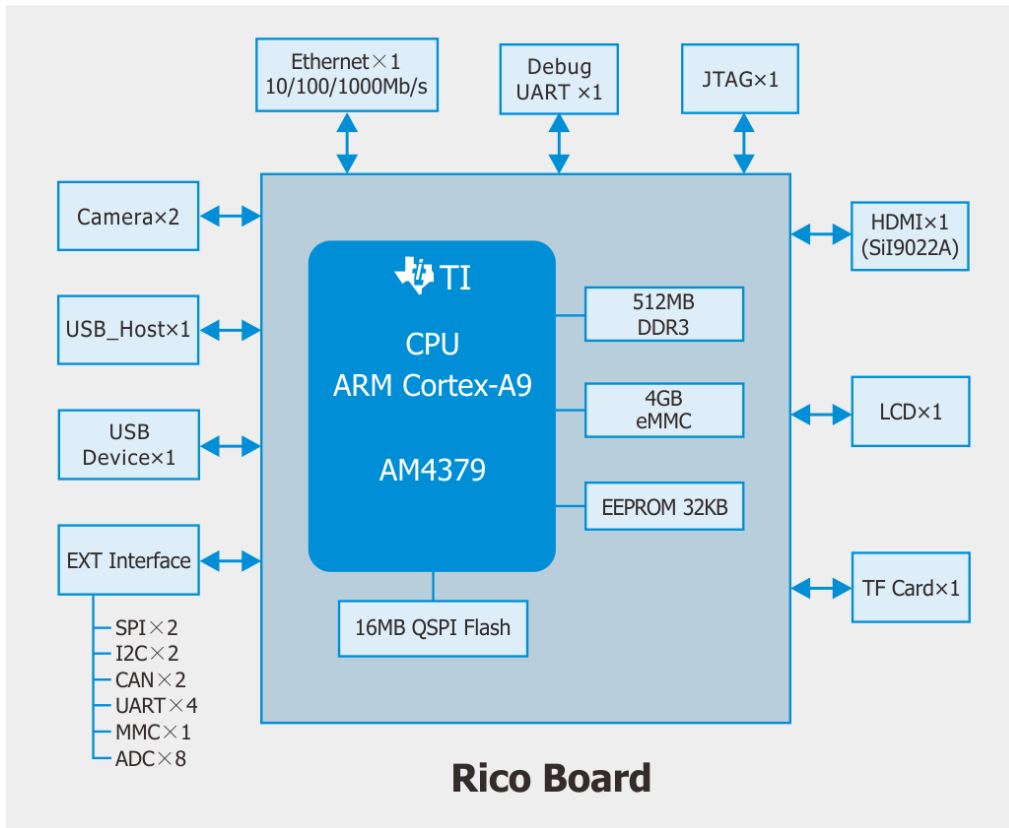 Ethernet×1
10/100/1000Mb/s
Debug
UART ×1
JTAG×1
Camera×2
USB_Host×1
USB
Device×1
EXT Interface
SPI×2
I2C×2
CAN×2
UART×4
MMC×1
ADC×8
TI
CPU
ARM Cortex-A9
AM4379
512MB
DDR3
4GB
eMMC
EEPROM 32KB
16MB QSPI Flash
HDMI×1
(SiI9022A)
LCD×1
TF Card×1
Rico Board